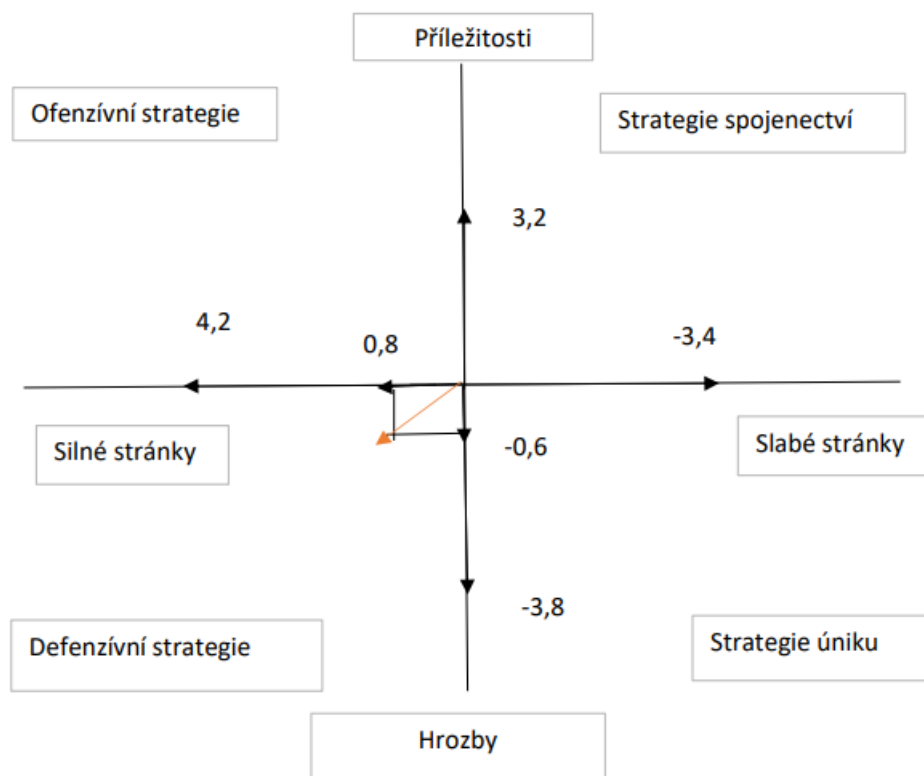 Příležitosti
Ofenzívní strategie
Strategie spojenectví
3,2
4,2
0,8
-3,4
Silné stránky
-0,6
Slabé stránky
-3,8
Defenzívní strategie
Strategie úniku
Hrozby